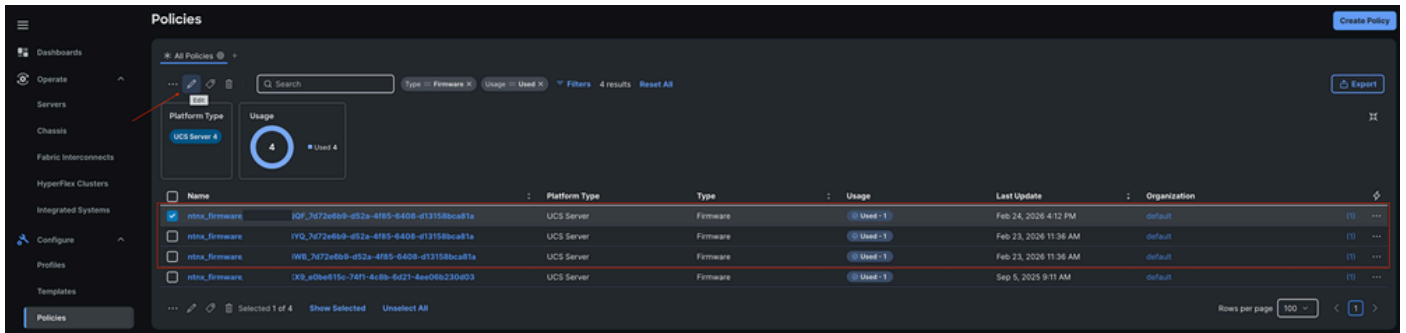 Policies
Create Policy
Dashboards
Operate
Servers
Chassis
Fabric Interconnects
HyperFlex Clusters
Integrated Systems
Configure
Profiles
Templates
Policies
All Policies +
Search
Type = Firmware × Usage = Used × Filters 4 results Reset All
Export
Edit
Platform Type Usage
UCS Server 4
4 Used 4
Name Platform Type Type Usage Last Update Organization
ntnx_firmware QF_7d72e6b9-d52a-4f85-6408-d13158bca81a UCS Server Firmware Used - 1 Feb 24, 2026 4:12 PM default (1) ...
ntnx_firmware IYQ_7d72e6b9-d52a-4f85-6408-d13158bca81a UCS Server Firmware Used - 1 Feb 23, 2026 11:36 AM default (1) ...
ntnx_firmware IWB_7d72e6b9-d52a-4f85-6408-d13158bca81a UCS Server Firmware Used - 1 Feb 23, 2026 11:36 AM default (1) ...
ntnx_firmware X9_e0be615c-74f1-4c8b-6d21-4ee06b230d03 UCS Server Firmware Used - 1 Sep 5, 2025 9:11 AM default (1) ...
... Selected 1 of 4 Show Selected Unselect All
Rows per page 100 1